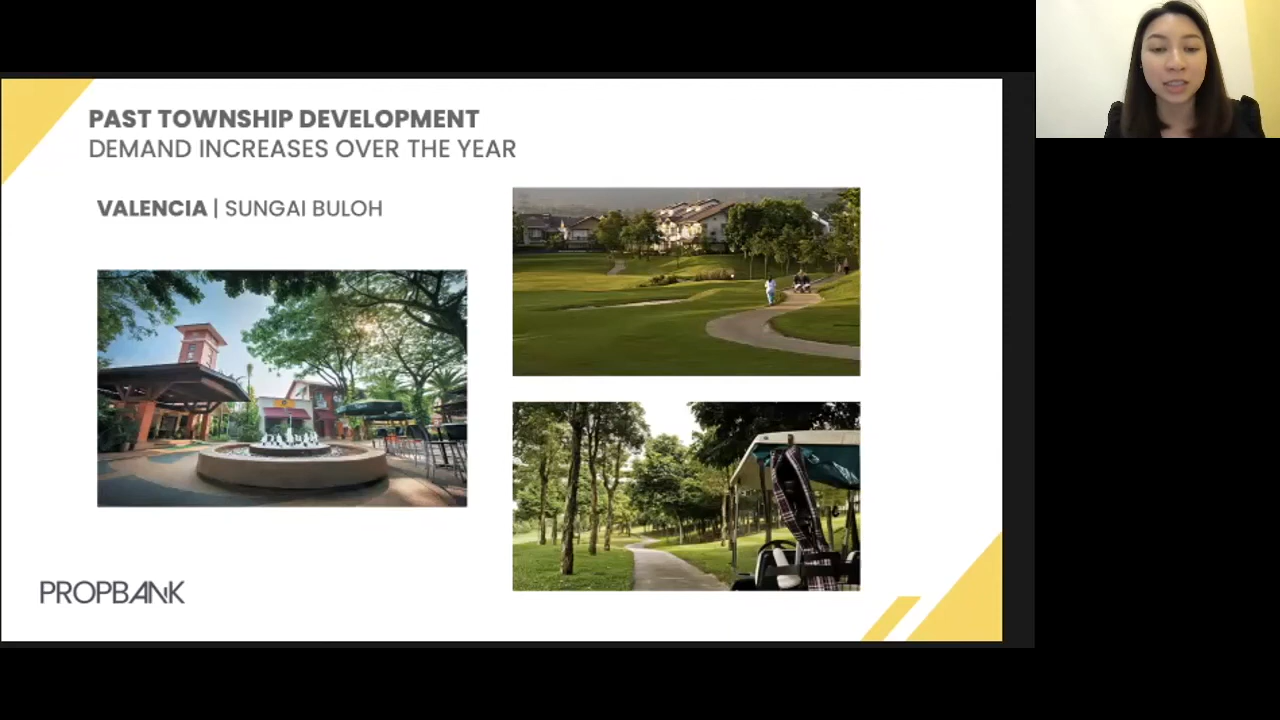 PAST TOWNSHIP DEVELOPMENT
DEMAND INCREASES OVER THE YEAR
VALENCIA | SUNGAI BULOH
PROPBANK